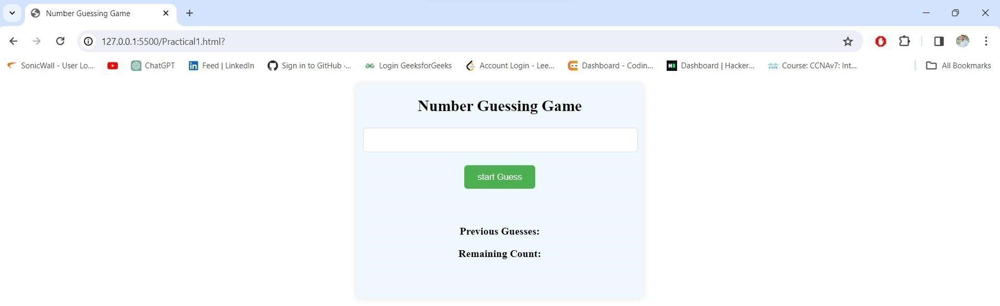 Number Guessing Game
127.0.0.1:5500/Practical1.html?
SonicWall - User Lo... ChatGPT Feed | LinkedIn Sign in to GitHub ·... Login GeeksforGeeks Account Login - Lee... Dashboard - Codin... Dashboard | Hacker... Course: CCNAv7: Int... All Bookmarks
Number Guessing Game
start Guess
Previous Guesses:
Remaining Count: